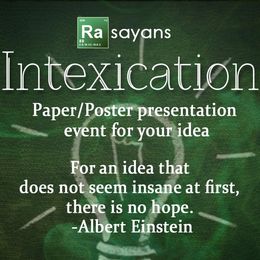 Ra sayans
Intexication
Paper/Poster presentation
event for your idea
For an idea that
does not seem insane at first,
there is no hope.
-Albert Einstein